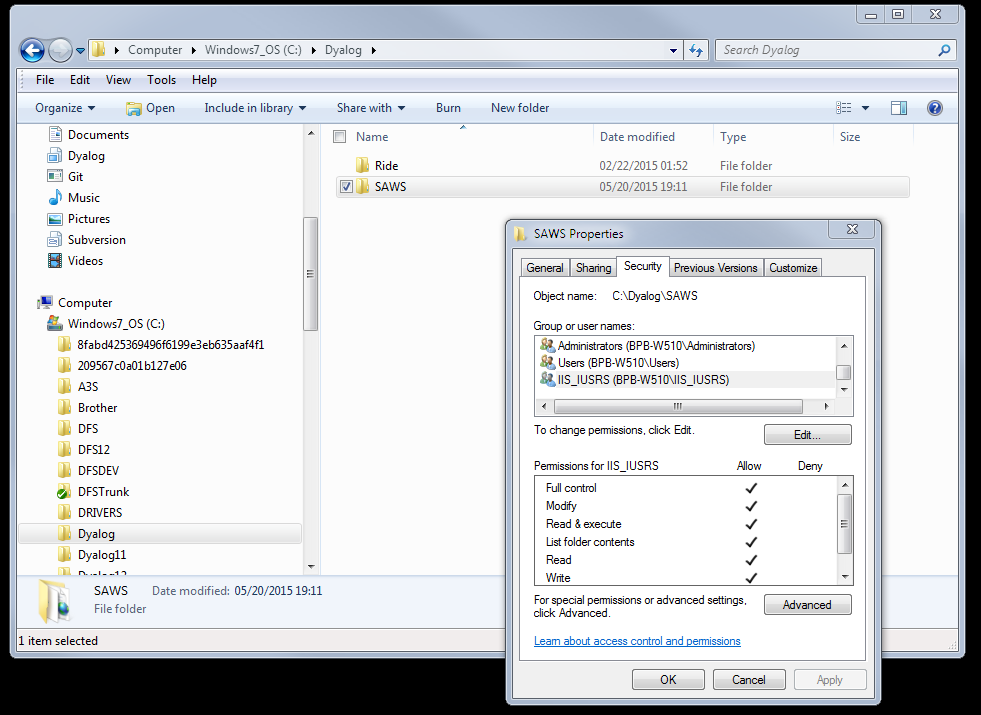 Computer ▸ Windows7_OS (C:) ▸ Dyalog ▸
Search Dyalog
File Edit View Tools Help
Organize Open Include in library Share with Burn New folder
Documents
Dyalog
Git
Music
Pictures
Subversion
Videos
Computer
Windows7_OS (C:)
8fabd425369496f6199e3eb635aaf4f1
209567c0a01b127e06
A3S
Brother
DFS
DFS12
DFSDEV
DFSTrunk
DRIVERS
Dyalog
Dyalog11
Dyalog12
Name Date modified Type Size
Ride 02/22/2015 01:52 File folder
SAWS 05/20/2015 19:11 File folder
SAWS Date modified: 05/20/2015 19:11
File folder
1 item selected
SAWS Properties
General Sharing Security Previous Versions Customize
Object name: C:\Dyalog\SAWS
Group or user names:
Administrators (BPB-W510\Administrators)
Users (BPB-W510\Users)
IIS_IUSRS (BPB-W510\IIS_IUSRS)
To change permissions, click Edit.
Edit...
Permissions for IIS_IUSRS Allow Deny
Full control
Modify
Read & execute
List folder contents
Read
Write
For special permissions or advanced settings,
click Advanced.
Advanced
Learn about access control and permissions
OK Cancel Apply